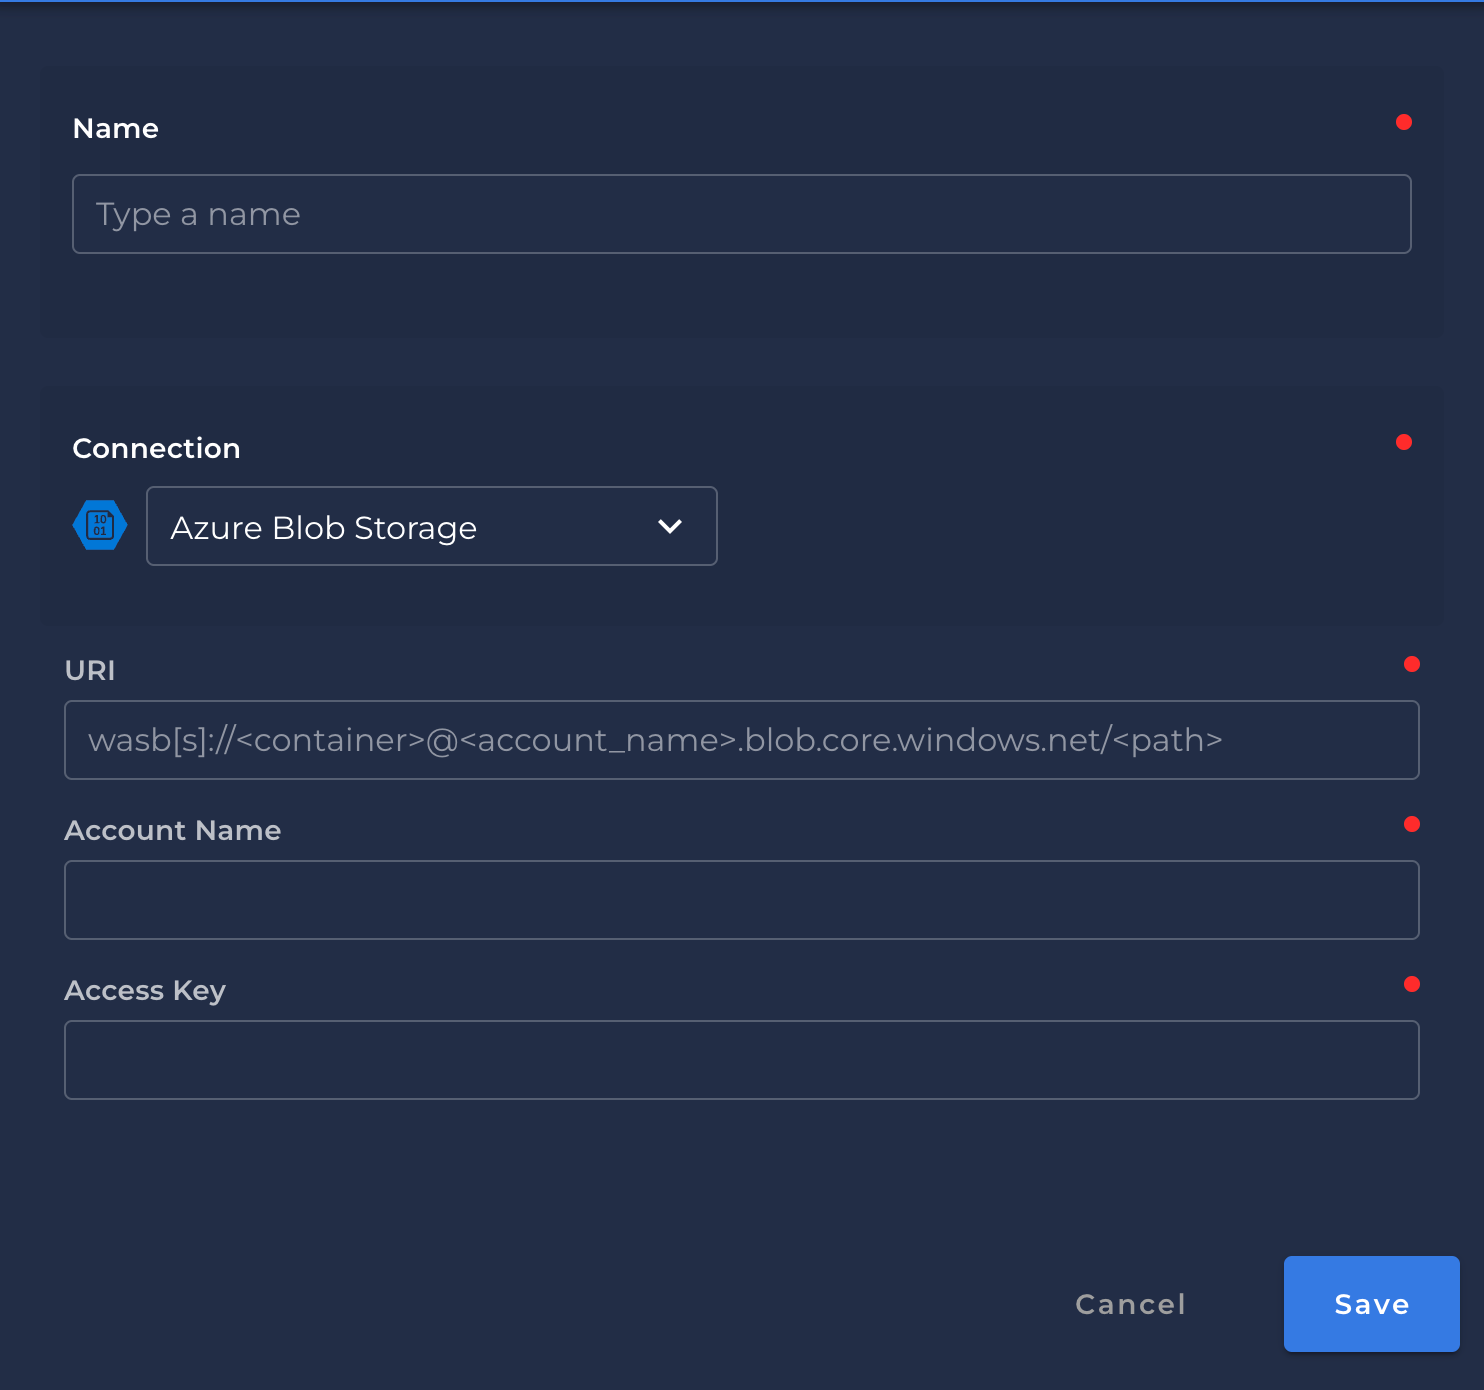 Name
Type a name
Connection
10
01
Azure Blob Storage
URI
wasb[s]://<container>@<account_name>.blob.core.windows.net/<path>
Account Name
Access Key
Cancel
Save